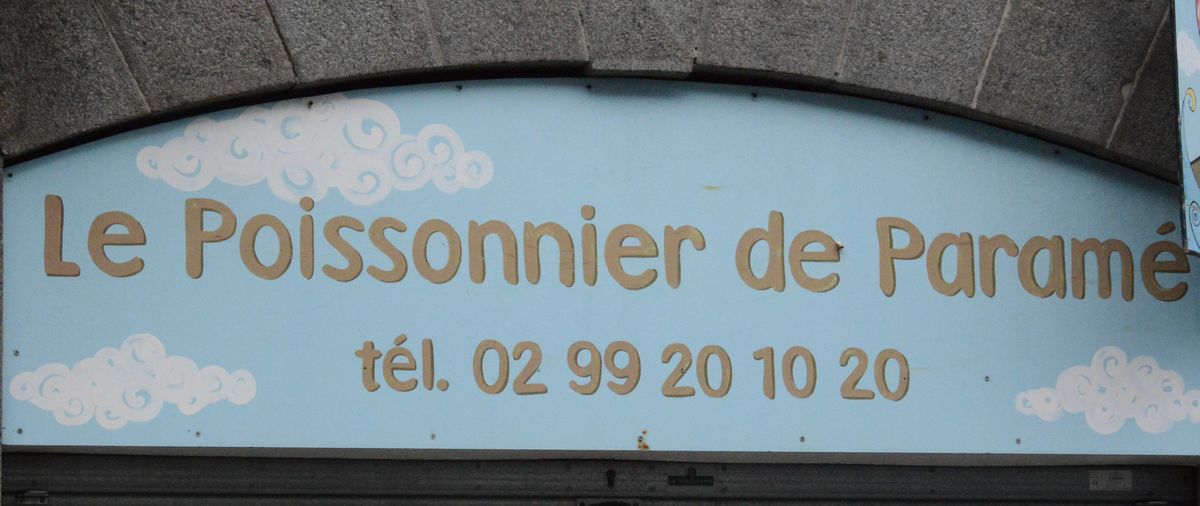 Le Poissonnier de Paramé
tél. 02 99 20 10 20